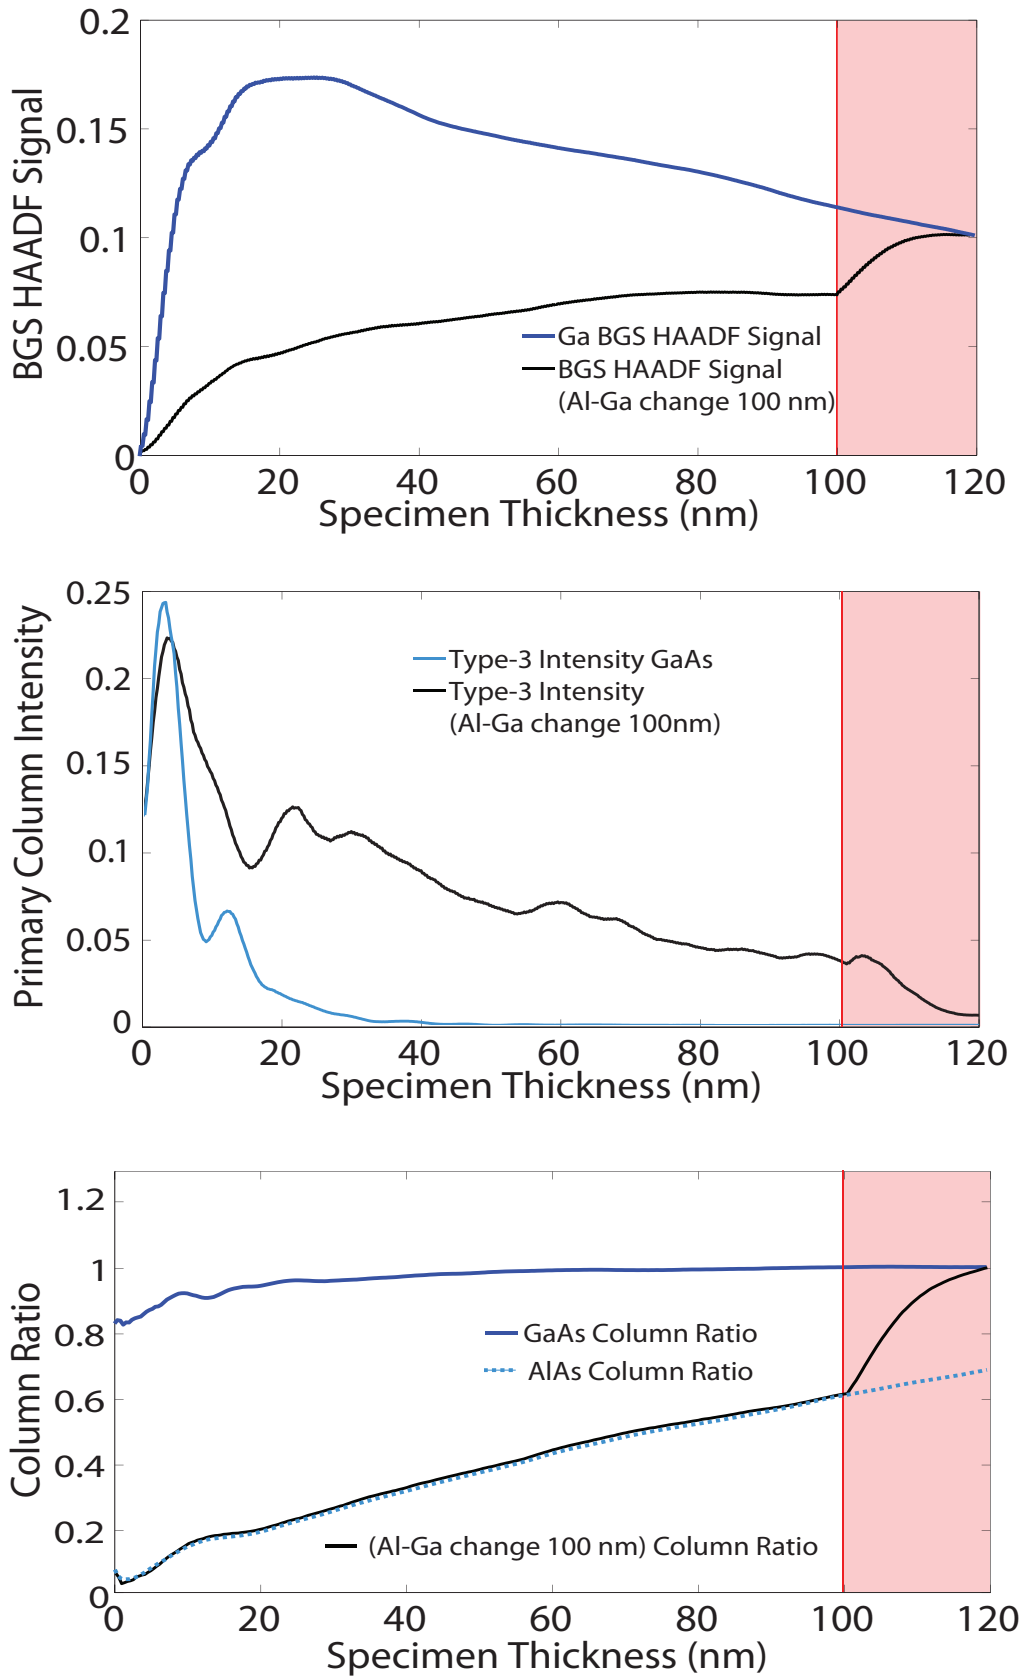 BGS HAADF Signal
0.2
0.15
0.1
0.05
0
Ga BGS HAADF Signal
BGS HAADF Signal
(Al-Ga change 100 nm)
0 20 40 60 80 100 120
Specimen Thickness (nm)
Primary Column Intensity
0.25
0.2
0.15
0.1
0.05
0
Type-3 Intensity GaAs
Type-3 Intensity
(Al-Ga change 100nm)
0 20 40 60 80 100 120
Specimen Thickness (nm)
Column Ratio
1.2
1
0.8
0.6
0.4
0.2
0
GaAs Column Ratio
AlAs Column Ratio
(Al-Ga change 100 nm) Column Ratio
0 20 40 60 80 100 120
Specimen Thickness (nm)